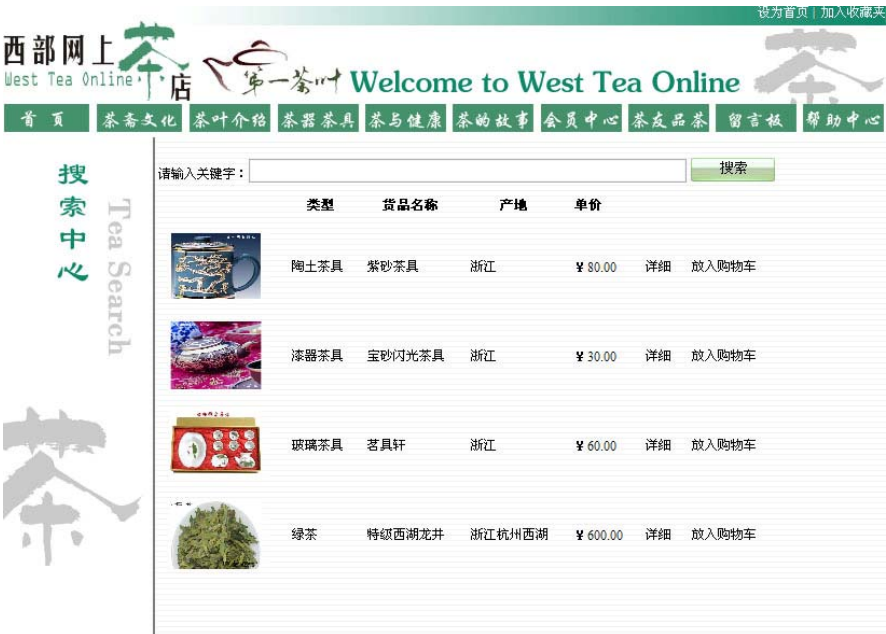 设为首页 | 加入收藏夹
西部网上茶店
West Tea Online
第一茶叶
Welcome to West Tea Online
茶
首页 茶斋文化 茶叶介绍 茶器茶具 茶与健康 茶的故事 会员中心 茶友品茶 留言板 帮助中心
搜索中心
Tea Search
茶
请输入关键字： 搜索
类型 货品名称 产地 单价
陶土茶具 紫砂茶具 浙江 ¥ 80.00 详细 放入购物车
漆器茶具 宝砂闪光茶具 浙江 ¥ 30.00 详细 放入购物车
玻璃茶具 茗具轩 浙江 ¥ 60.00 详细 放入购物车
绿茶 特级西湖龙井 浙江杭州西湖 ¥ 600.00 详细 放入购物车